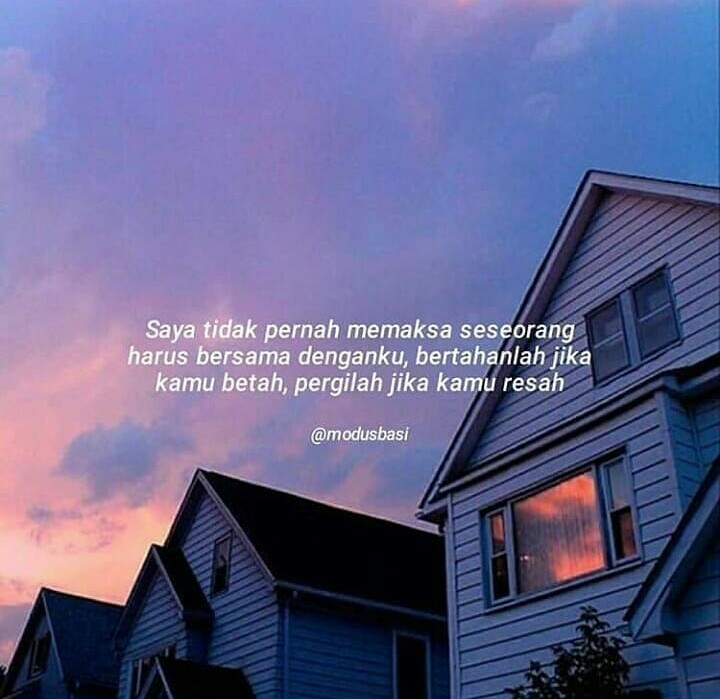 Saya tidak pernah memaksa seseorang
harus bersama denganku, bertahanlah jika
kamu betah, pergilah jika kamu resah
@modusbasi